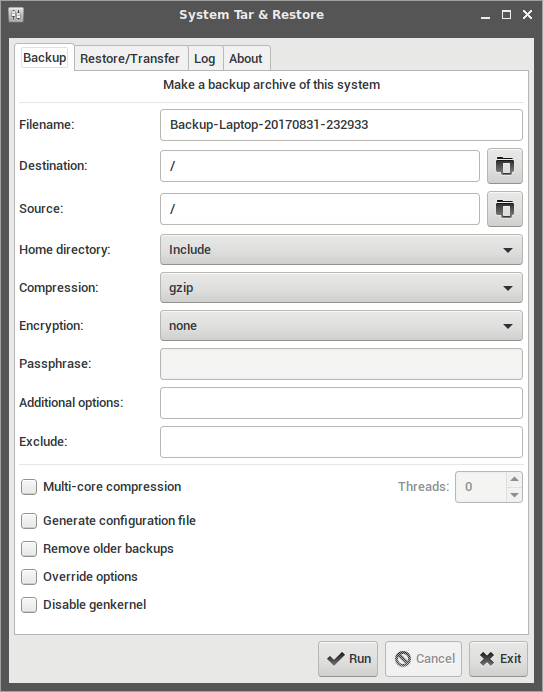 System Tar & Restore
Backup Restore/Transfer Log About
Make a backup archive of this system
Filename: Backup-Laptop-20170831-232933
Destination: /
Source: /
Home directory: Include
Compression: gzip
Encryption: none
Passphrase:
Additional options:
Exclude:
Multi-core compression Threads: 0
Generate configuration file
Remove older backups
Override options
Disable genkernel
Run Cancel Exit